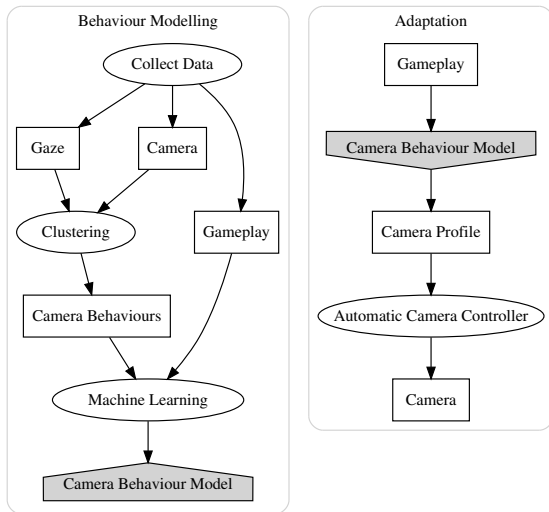 Behaviour Modelling
Collect Data
Gaze
Camera
Clustering
Gameplay
Camera Behaviours
Machine Learning
Camera Behaviour Model
Adaptation
Gameplay
Camera Behaviour Model
Camera Profile
Automatic Camera Controller
Camera